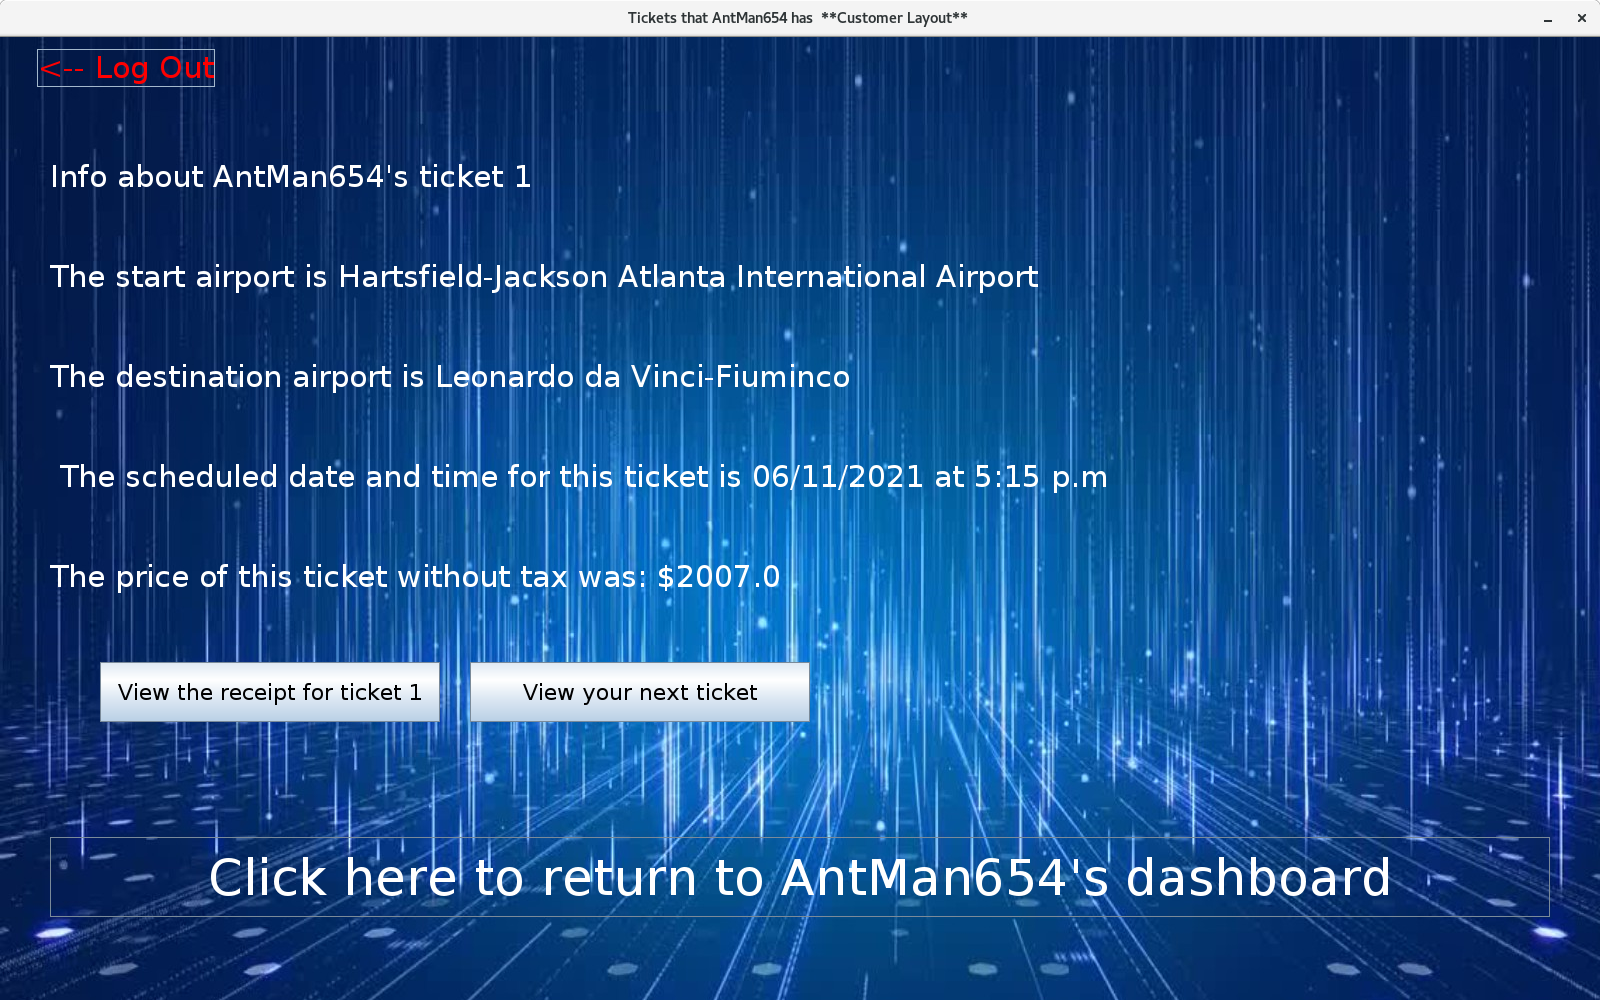 Tickets that AntMan654 has  **Customer Layout**
<-- Log Out
Info about AntMan654's ticket 1
The start airport is Hartsfield-Jackson Atlanta International Airport
The destination airport is Leonardo da Vinci-Fiuminco
The scheduled date and time for this ticket is 06/11/2021 at 5:15 p.m
The price of this ticket without tax was: $2007.0
View the receipt for ticket 1
View your next ticket
Click here to return to AntMan654's dashboard